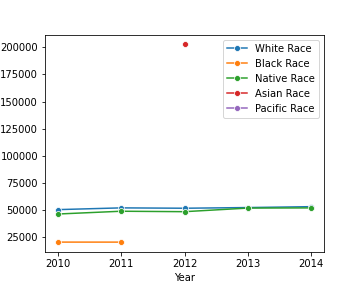 200000
175000
150000
125000
100000
75000
50000
25000
White Race
Black Race
Native Race
Asian Race
Pacific Race
2010 2011 2012 2013 2014
Year